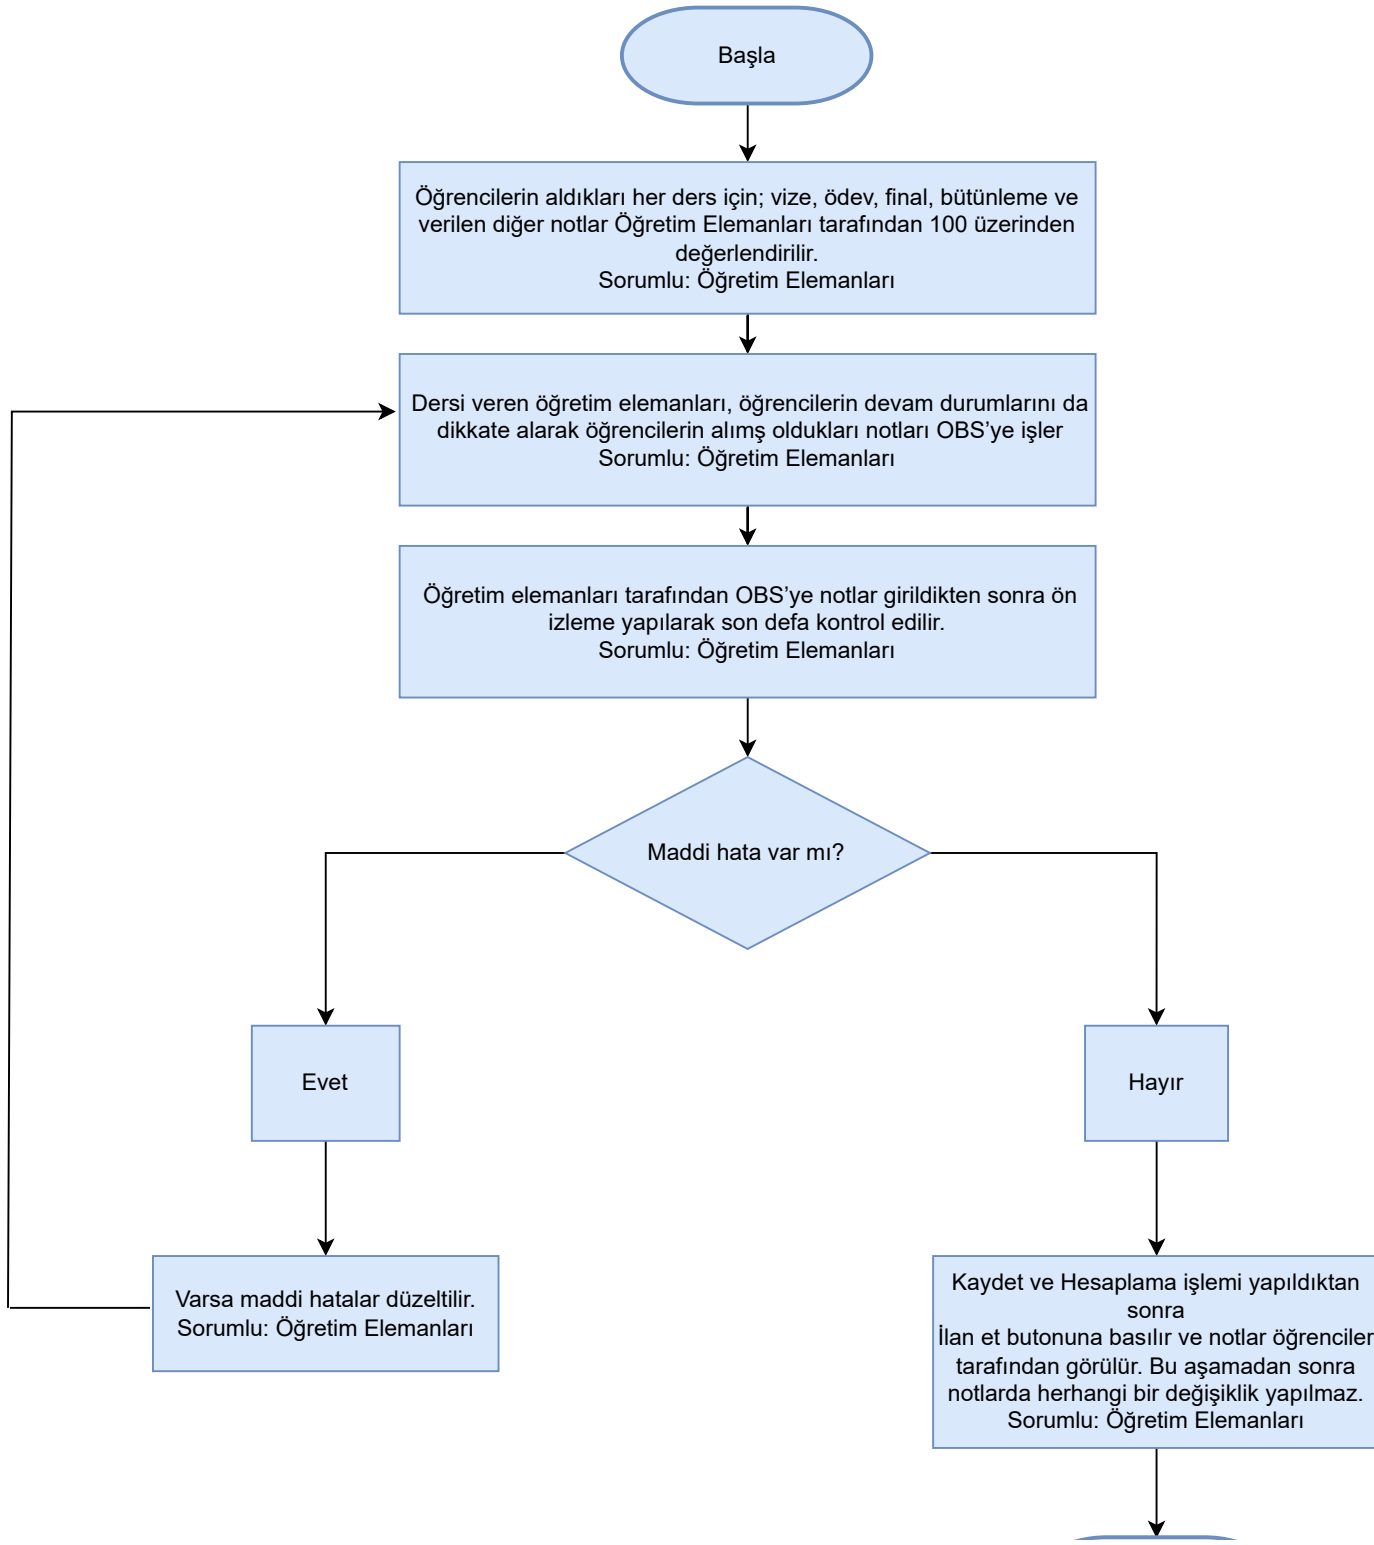 Başla
Öğrencilerin aldıkları her ders için; vize, ödev, final, bütünleme ve
verilen diğer notlar Öğretim Elemanları tarafından 100 üzerinden
değerlendirilir.
Sorumlu: Öğretim Elemanları
Dersi veren öğretim elemanları, öğrencilerin devam durumlarını da
dikkate alarak öğrencilerin alımş oldukları notları OBS’ye işler
Sorumlu: Öğretim Elemanları
Öğretim elemanları tarafından OBS’ye notlar girildikten sonra ön
izleme yapılarak son defa kontrol edilir.
Sorumlu: Öğretim Elemanları
Maddi hata var mı?
Evet
Hayır
Varsa maddi hatalar düzeltilir.
Sorumlu: Öğretim Elemanları
Kaydet ve Hesaplama işlemi yapıldıktan
sonra
İlan et butonuna basılır ve notlar öğrenciler
tarafından görülür. Bu aşamadan sonra
notlarda herhangi bir değişiklik yapılmaz.
Sorumlu: Öğretim Elemanları